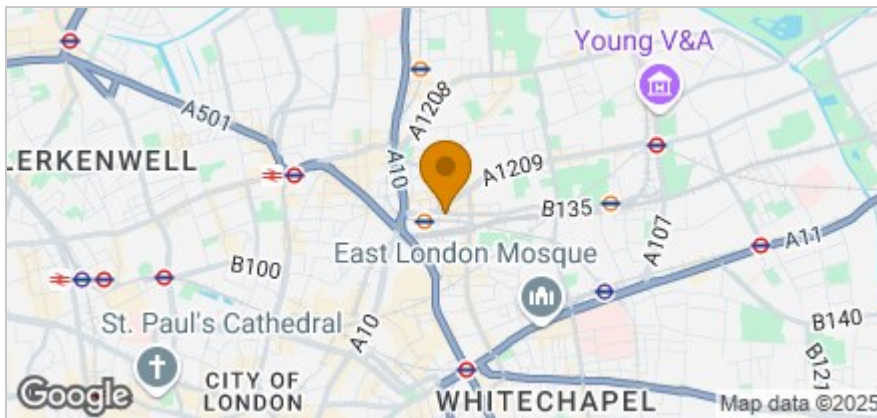 Young V&A
A1208
A501
LERKENWELL
A10
A1209
B135
A107
East London Mosque
A11
B100
St. Paul's Cathedral
A10
B140
CITY OF
LONDON
WHITECHAPEL
B121
Google
Map data ©2025